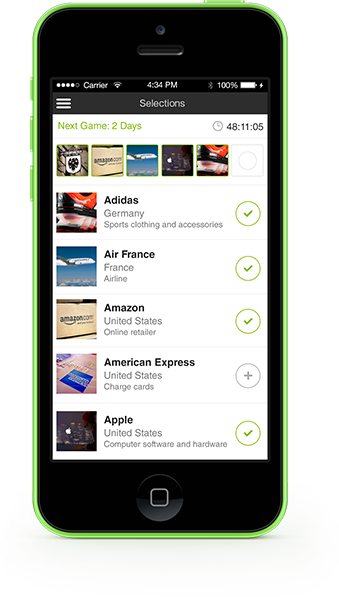 Carrier 4:34 PM 100%
Selections
Next Game: 2 Days 48:11:05
amazon.com
Adidas
Germany
Sports clothing and accessories
Air France
France
Airline
amazon.com
Amazon
United States
Online retailer
American Express
United States
Charge cards
Apple
United States
Computer software and hardware